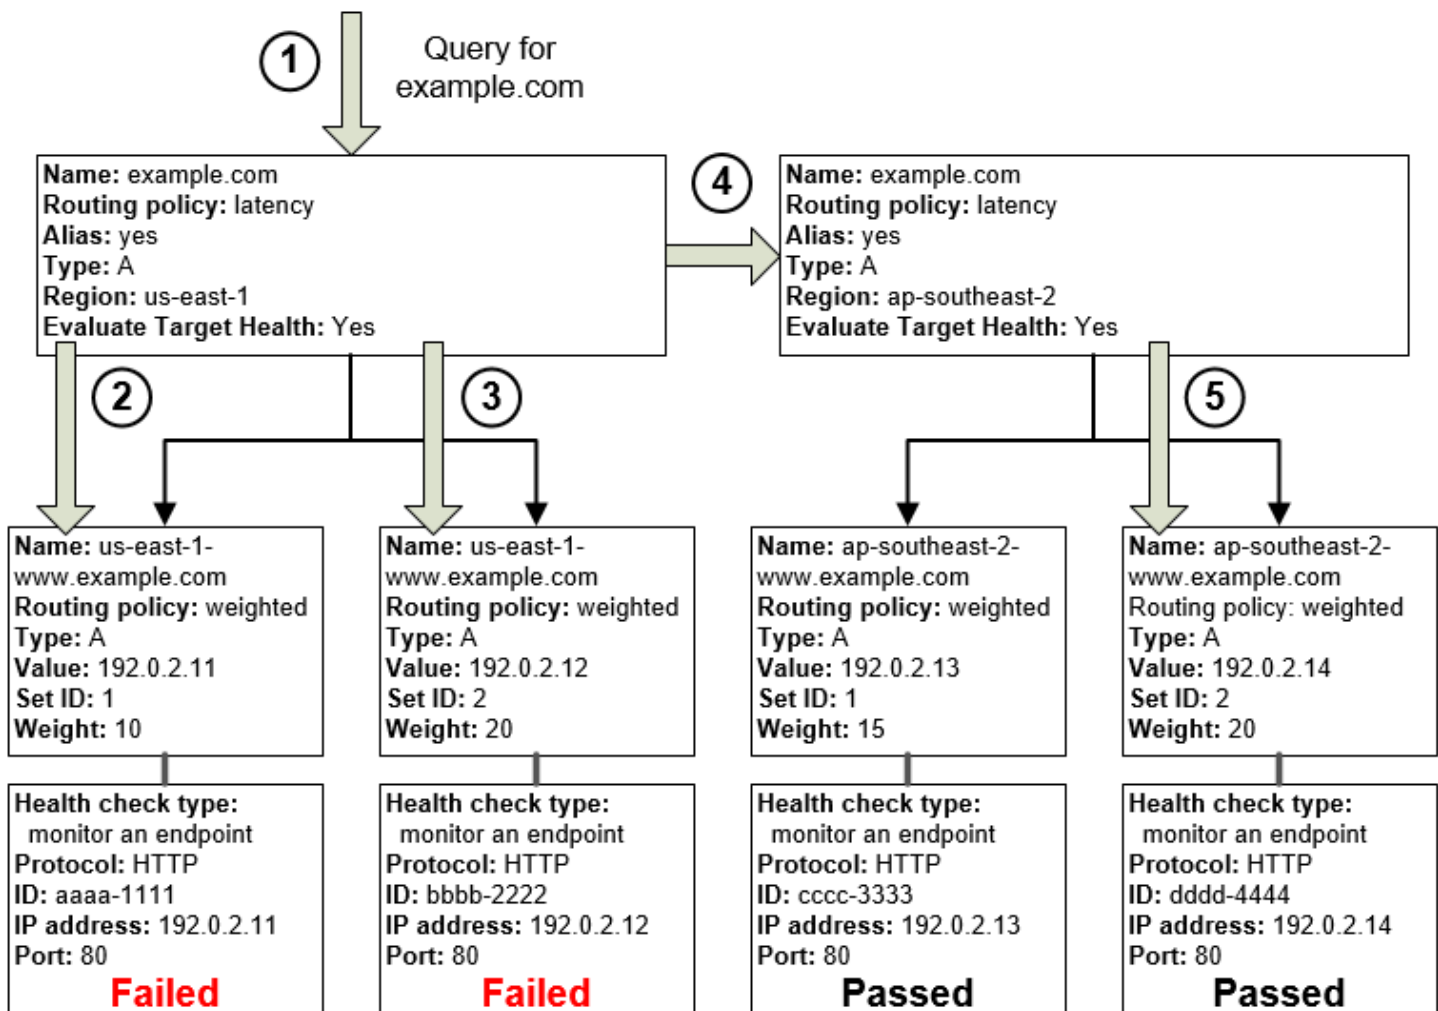 1
Query for
example.com
Name: example.com
Routing policy: latency
Alias: yes
Type: A
Region: us-east-1
Evaluate Target Health: Yes
4
Name: example.com
Routing policy: latency
Alias: yes
Type: A
Region: ap-southeast-2
Evaluate Target Health: Yes
2
3
5
Name: us-east-1-
www.example.com
Routing policy: weighted
Type: A
Value: 192.0.2.11
Set ID: 1
Weight: 10
Name: us-east-1-
www.example.com
Routing policy: weighted
Type: A
Value: 192.0.2.12
Set ID: 2
Weight: 20
Name: ap-southeast-2-
www.example.com
Routing policy: weighted
Type: A
Value: 192.0.2.13
Set ID: 1
Weight: 15
Name: ap-southeast-2-
www.example.com
Routing policy: weighted
Type: A
Value: 192.0.2.14
Set ID: 2
Weight: 20
Health check type:
monitor an endpoint
Protocol: HTTP
ID: aaaa-1111
IP address: 192.0.2.11
Port: 80
Failed
Health check type:
monitor an endpoint
Protocol: HTTP
ID: bbbb-2222
IP address: 192.0.2.12
Port: 80
Failed
Health check type:
monitor an endpoint
Protocol: HTTP
ID: cccc-3333
IP address: 192.0.2.13
Port: 80
Passed
Health check type:
monitor an endpoint
Protocol: HTTP
ID: dddd-4444
IP address: 192.0.2.14
Port: 80
Passed